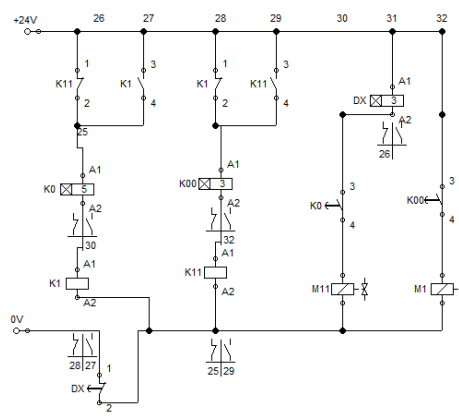 26 27 28 29 30 31 32
+24V
1 3 1 3
K11 K1 K1 K11
2 4 2 4
A1
DX 3
A2
25
26
A1 A1
K0 5 K00 3
A2 A2
3 3
K0 K00
4 4
30 32
A1 A1
K1 K11 M11 M1
A2 A2
0V
28 27 25 29
1
DX
2